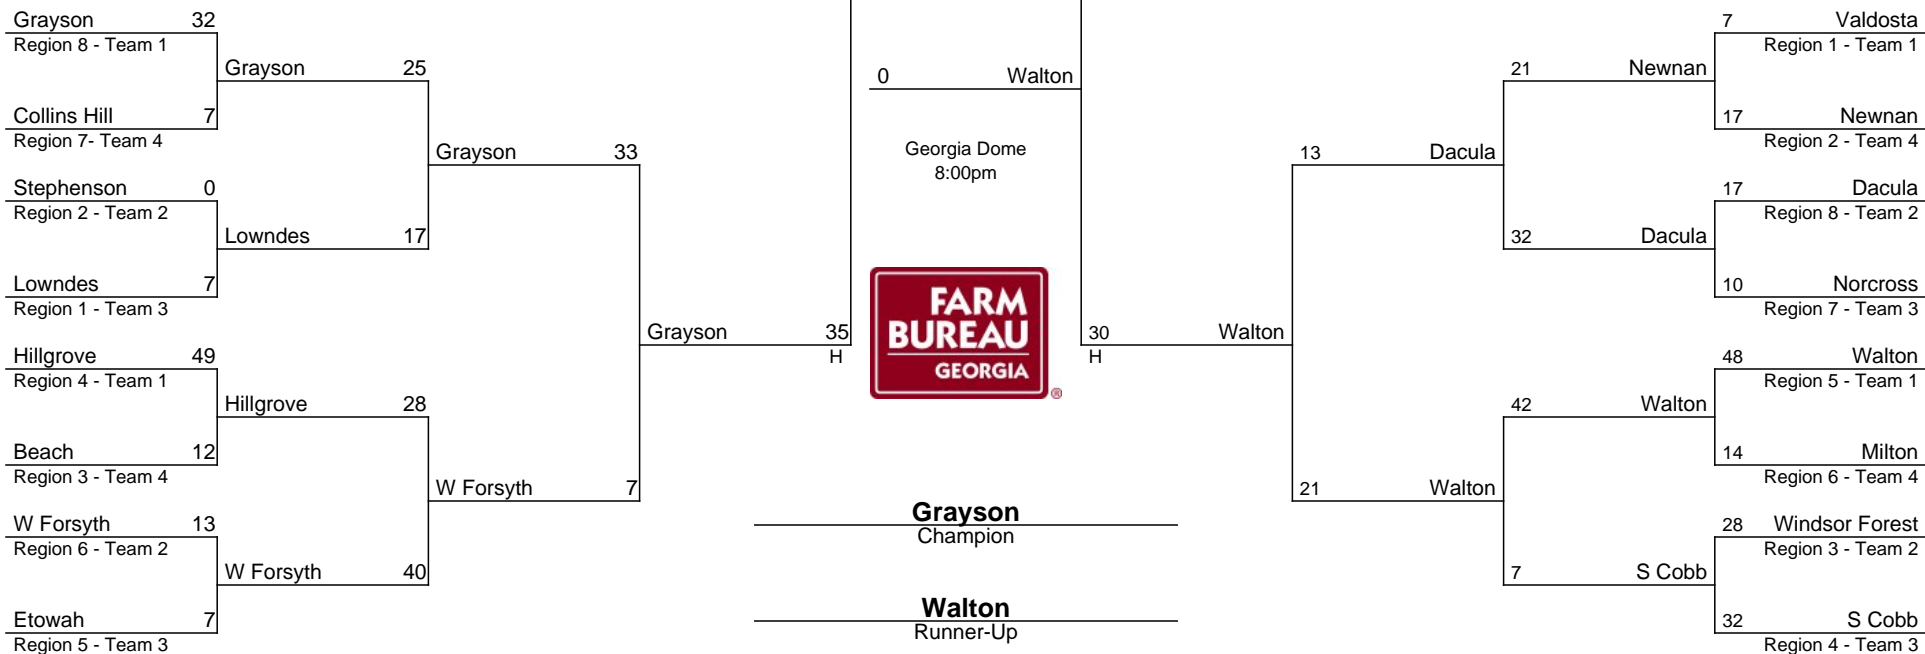 Grayson 32
Region 8 - Team 1
Grayson 25
Collins Hill 7
Region 7- Team 4
Grayson 33
Stephenson 0
Region 2 - Team 2
Lowndes 17
Lowndes 7
Region 1 - Team 3
Grayson 35
H
Hillgrove 49
Region 4 - Team 1
Hillgrove 28
Beach 12
Region 3 - Team 4
W Forsyth 7
W Forsyth 13
Region 6 - Team 2
W Forsyth 40
Etowah 7
Region 5 - Team 3
0 Walton
Georgia Dome
8:00pm
FARM
BUREAU
GEORGIA
®
Grayson
Champion
Walton
Runner-Up
7 Valdosta
Region 1 - Team 1
21 Newnan
17 Newnan
Region 2 - Team 4
13 Dacula
17 Dacula
Region 8 - Team 2
32 Dacula
10 Norcross
Region 7 - Team 3
30 Walton
H
48 Walton
Region 5 - Team 1
42 Walton
14 Milton
Region 6 - Team 4
21 Walton
28 Windsor Forest
Region 3 - Team 2
7 S Cobb
32 S Cobb
Region 4 - Team 3